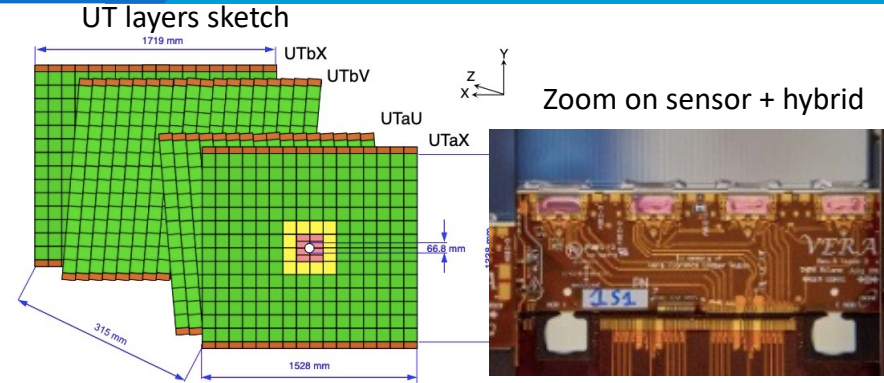 UT layers sketch
1719 mm
UTbX
UTbV
UTaU
UTaX
Y
Z
X
66.8 mm
315 mm
1528 mm
Zoom on sensor + hybrid
VERA
1S1